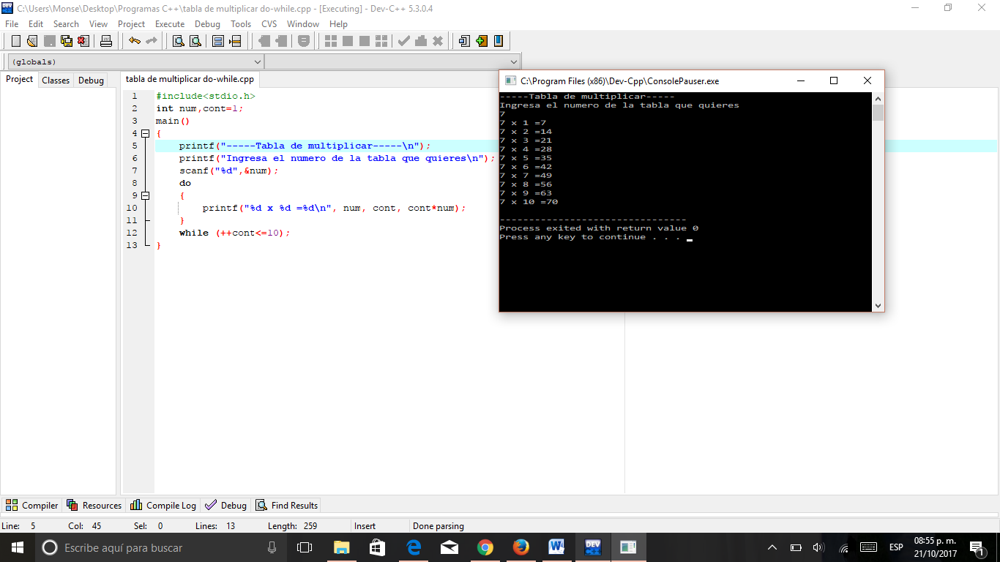 C:\Users\Monse\Desktop\Programas C++\tabla de multiplicar do-while.cpp - [Executing] - Dev-C++ 5.3.0.4
File Edit Search View Project Execute Debug Tools CVS Window Help
(globals)
Project Classes Debug
tabla de multiplicar do-while.cpp
1 #include<stdio.h>
2 int num,cont=1;
3 main()
4 {
5 printf("-----Tabla de multiplicar-----\n");
6 printf("Ingresa el numero de la tabla que quieres\n");
7 scanf("%d",&num);
8 do
9 {
10 printf("%d x %d =%d\n", num, cont, cont*num);
11 }
12 while (++cont<=10);
13 }
C:\Program Files (x86)\Dev-Cpp\ConsolePauser.exe
-----Tabla de multiplicar-----
Ingresa el numero de la tabla que quieres
7
7 x 1 =7
7 x 2 =14
7 x 3 =21
7 x 4 =28
7 x 5 =35
7 x 6 =42
7 x 7 =49
7 x 8 =56
7 x 9 =63
7 x 10 =70
--------------------------------
Process exited with return value 0
Press any key to continue . . .
Compiler Resources Compile Log Debug Find Results
Line: 5 Col: 45 Sel: 0 Lines: 13 Length: 259 Insert Done parsing
Escribe aquí para buscar
DEV
ESP
08:55 p. m.
21/10/2017
1